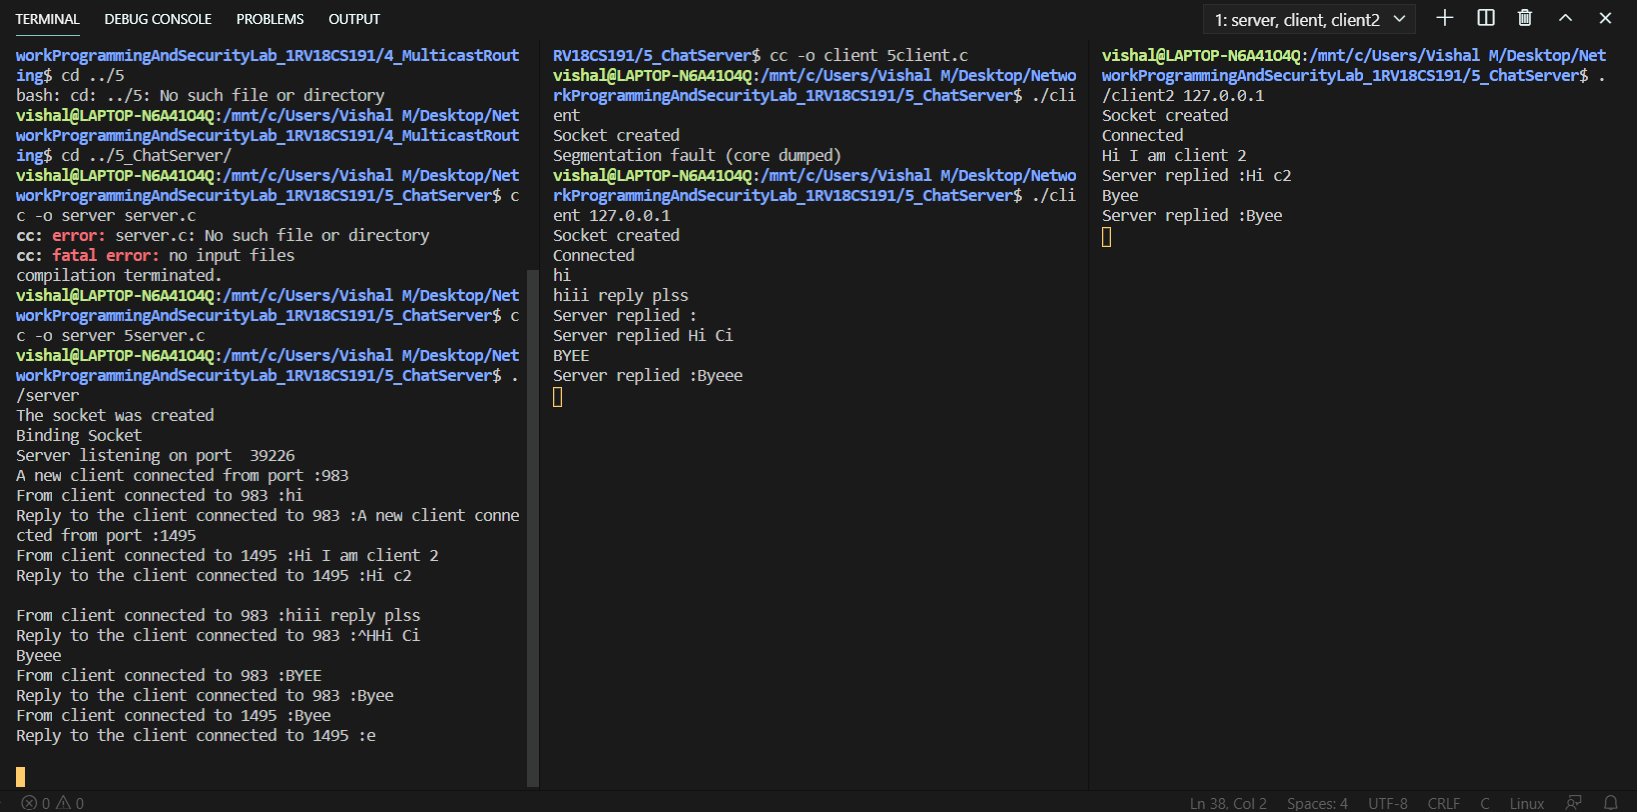 TERMINAL DEBUG CONSOLE PROBLEMS OUTPUT
1: server, client, client2
workProgrammingAndSecurityLab_1RV18CS191/4_MulticastRout
ing$ cd ../5
bash: cd: ../5: No such file or directory
vishal@LAPTOP-N6A41O4Q:/mnt/c/Users/Vishal M/Desktop/Net
workProgrammingAndSecurityLab_1RV18CS191/4_MulticastRout
ing$ cd ../5_ChatServer/
vishal@LAPTOP-N6A41O4Q:/mnt/c/Users/Vishal M/Desktop/Net
workProgrammingAndSecurityLab_1RV18CS191/5_ChatServer$ c
c -o server server.c
cc: error: server.c: No such file or directory
cc: fatal error: no input files
compilation terminated.
vishal@LAPTOP-N6A41O4Q:/mnt/c/Users/Vishal M/Desktop/Net
workProgrammingAndSecurityLab_1RV18CS191/5_ChatServer$ c
c -o server 5server.c
vishal@LAPTOP-N6A41O4Q:/mnt/c/Users/Vishal M/Desktop/Net
workProgrammingAndSecurityLab_1RV18CS191/5_ChatServer$ .
/server
The socket was created
Binding Socket
Server listening on port  39226
A new client connected from port :983
From client connected to 983 :hi
Reply to the client connected to 983 :A new client conne
cted from port :1495
From client connected to 1495 :Hi I am client 2
Reply to the client connected to 1495 :Hi c2
From client connected to 983 :hiii reply plss
Reply to the client connected to 983 :^HHi Ci
Byeee
From client connected to 983 :BYEE
Reply to the client connected to 983 :Byee
From client connected to 1495 :Byee
Reply to the client connected to 1495 :e
RV18CS191/5_ChatServer$ cc -o client 5client.c
vishal@LAPTOP-N6A41O4Q:/mnt/c/Users/Vishal M/Desktop/Netwo
rkProgrammingAndSecurityLab_1RV18CS191/5_ChatServer$ ./cli
ent
Socket created
Segmentation fault (core dumped)
vishal@LAPTOP-N6A41O4Q:/mnt/c/Users/Vishal M/Desktop/Netwo
rkProgrammingAndSecurityLab_1RV18CS191/5_ChatServer$ ./cli
ent 127.0.0.1
Socket created
Connected
hi
hiii reply plss
Server replied :
Server replied Hi Ci
BYEE
Server replied :Byeee
vishal@LAPTOP-N6A41O4Q:/mnt/c/Users/Vishal M/Desktop/Net
workProgrammingAndSecurityLab_1RV18CS191/5_ChatServer$ .
/client2 127.0.0.1
Socket created
Connected
Hi I am client 2
Server replied :Hi c2
Byee
Server replied :Byee
0 0
Ln 38, Col 2 Spaces: 4 UTF-8 CRLF C Linux